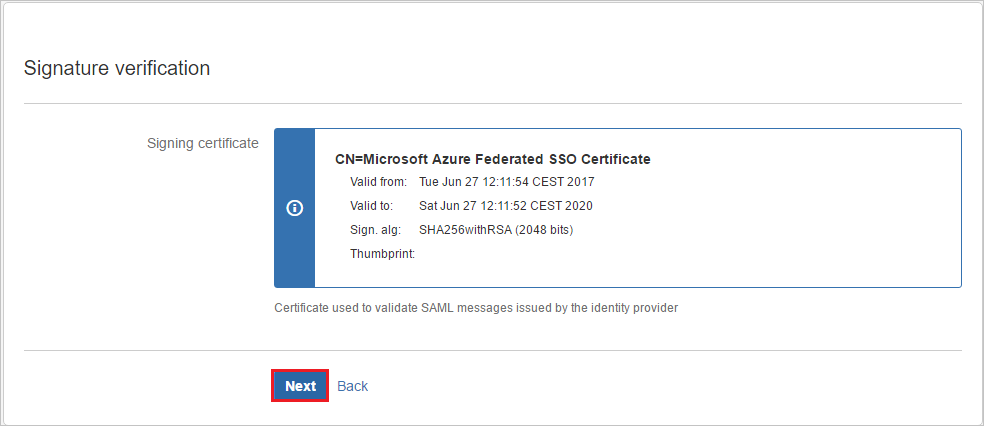 Signature verification
Signing certificate
CN=Microsoft Azure Federated SSO Certificate
Valid from: Tue Jun 27 12:11:54 CEST 2017
Valid to: Sat Jun 27 12:11:52 CEST 2020
Sign. alg: SHA256withRSA (2048 bits)
Thumbprint:
Certificate used to validate SAML messages issued by the identity provider
Next Back